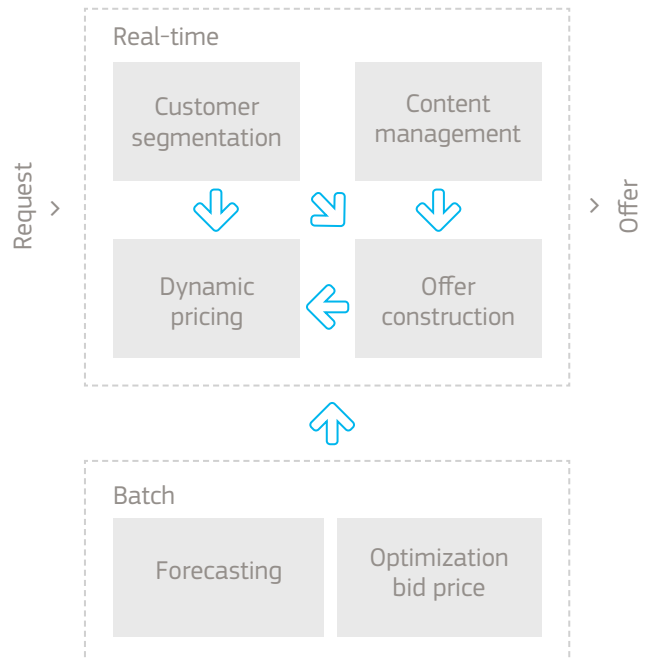 Real-time
Customer
segmentation
Content
management
Request
Offer
Dynamic
pricing
Offer
construction
Batch
Forecasting
Optimization
bid price